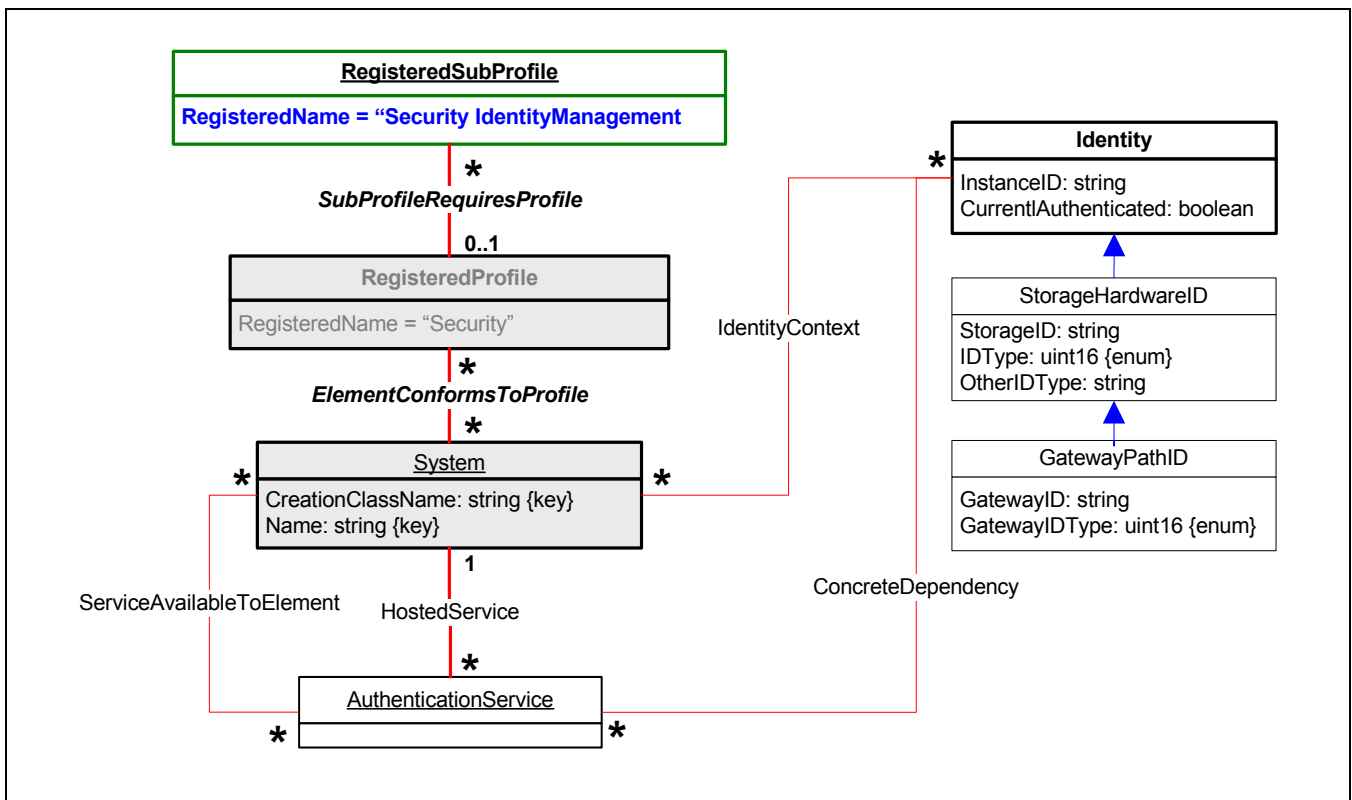 RegisteredSubProfile
RegisteredName = “Security IdentityManagement
*
SubProfileRequiresProfile
0..1
RegisteredProfile
RegisteredName = “Security”
*
ElementConformsToProfile
*
System
CreationClassName: string {key}
Name: string {key}
*
*
1
ServiceAvailableToElement
HostedService
*
AuthenticationService
*
*
IdentityContext
ConcreteDependency
*
Identity
InstanceID: string
CurrentlAuthenticated: boolean
StorageHardwareID
StorageID: string
IDType: uint16 {enum}
OtherIDType: string
GatewayPathID
GatewayID: string
GatewayIDType: uint16 {enum}